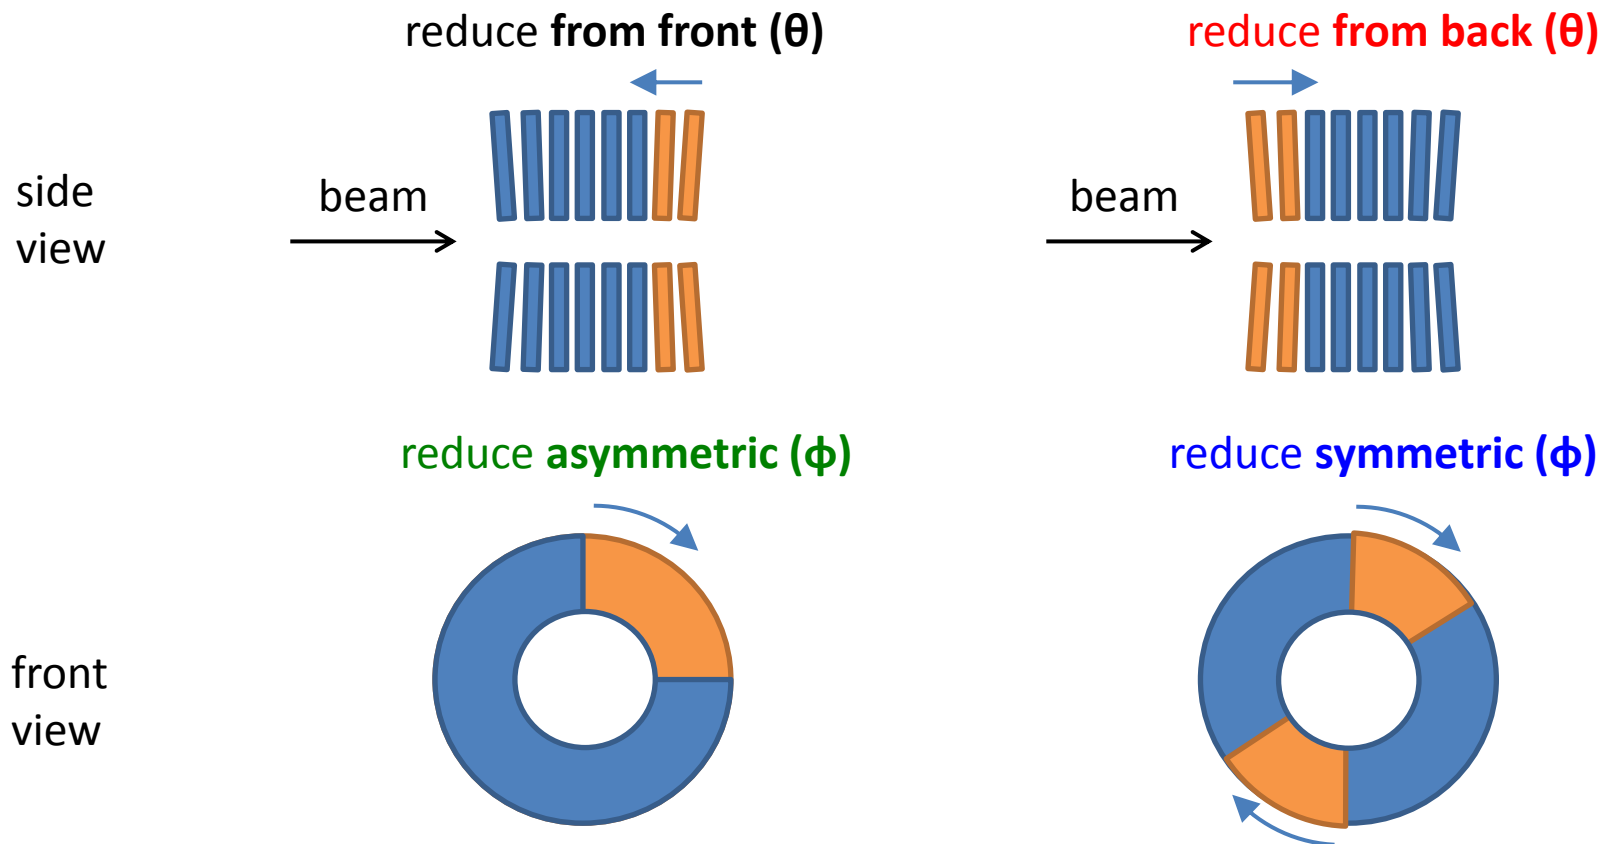 reduce from front (θ)
reduce from back (θ)
side
view
beam
beam
reduce asymmetric (ϕ)
reduce symmetric (ϕ)
front
view